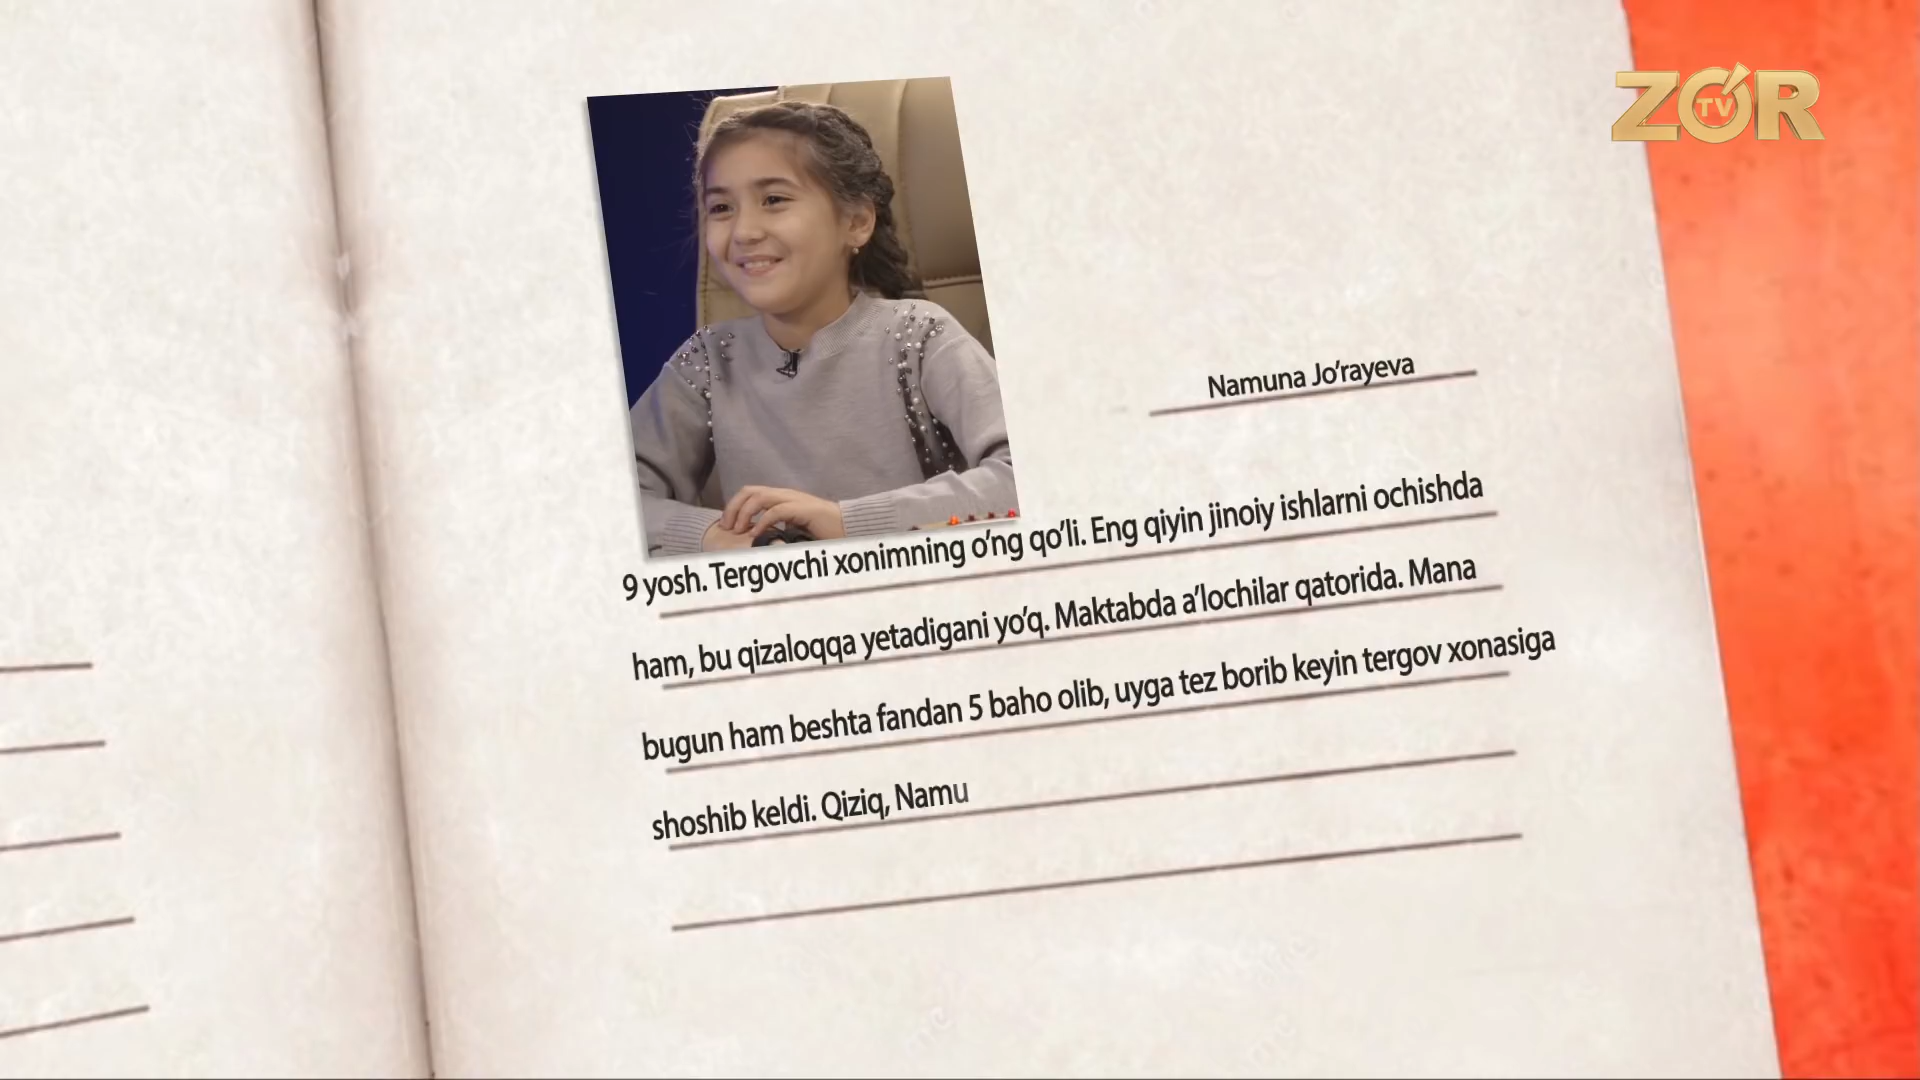 ZO'R TV
Namuna Jo'rayeva
9 yosh. Tergovchi xonimning o'ng qo'li. Eng qiyin jinoiy ishlarni ochishda
ham, bu qizaloqqa yetadigani yo'q. Maktabda a'lochilar qatorida. Mana
bugun ham beshta fandan 5 baho olib, uyga tez borib keyin tergov xonasiga
shoshib keldi. Qiziq, Namu